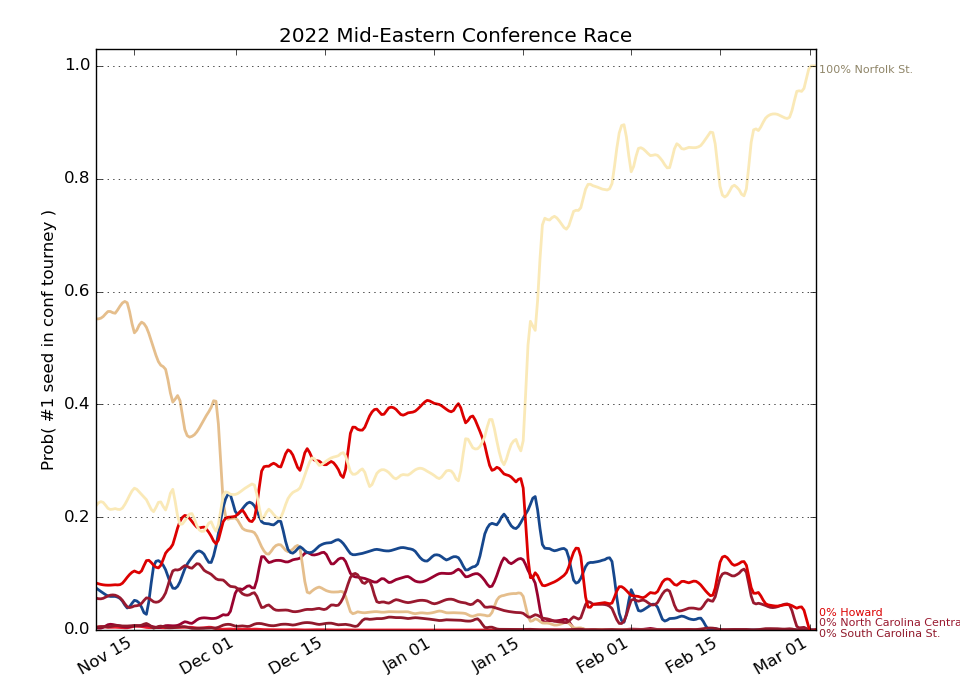 2022 Mid-Eastern Conference Race
Prob( #1 seed in conf tourney )
1.0
0.8
0.6
0.4
0.2
0.0
Nov 15
Dec 01
Dec 15
Jan 01
Jan 15
Feb 01
Feb 15
Mar 01
100% Norfolk St.
0% Howard
0% North Carolina Centra
0% South Carolina St.